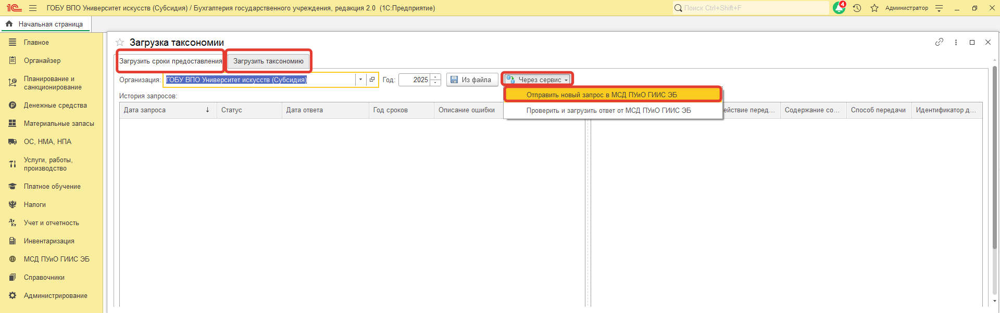 1С ГОБУ ВПО Университет искусств (Субсидия) / Бухгалтерия государственного учреждения, редакция 2.0 (1С:Предприятие) Поиск Ctrl+Shift+F 4 Администратор
Начальная страница
Главное
Органайзер
Планирование и
санкционирование
Денежные средства
Материальные запасы
ОС, НМА, НПА
Услуги, работы,
производство
Платное обучение
Налоги
Учет и отчетность
Инвентаризация
МСД ПУиО ГИИС ЭБ
Справочники
Администрирование
Загрузка таксономии
Загрузить сроки предоставления Загрузить таксономию
Организация: ГОБУ ВПО Университет искусств (Субсидия) Год: 2025 Из файла Через сервис
Отправить новый запрос в МСД ПУиО ГИИС ЭБ
Проверить и загрузить ответ от МСД ПУиО ГИИС ЭБ
История запросов:
Дата запроса ↓ Статус Дата ответа Год сроков Описание ошибки ействие перед... Содержание со... Способ передачи Идентификатор д...